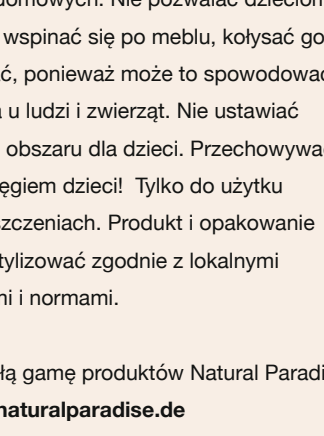 domowych. Nie pozwalać dzieciom
wspinać się po meblu, kołysać go
ć, ponieważ może to spowodować
u ludzi i zwierząt. Nie ustawiać
obszaru dla dzieci. Przechowywać
ęgiem dzieci! Tylko do użytku
szczeniach. Produkt i opakowanie
tylizować zgodnie z lokalnymi
mi i normami.
łą gamę produktów Natural Paradi
naturalparadise.de